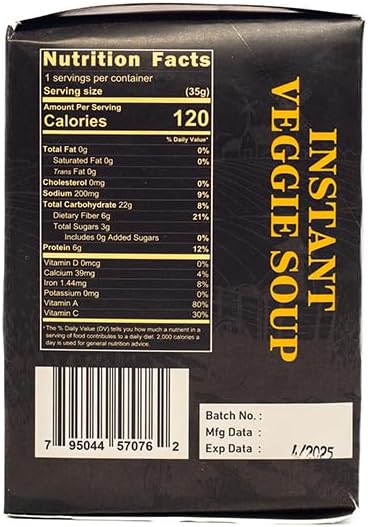 Nutrition Facts
1 servings per container
Serving size (35g)
Amount Per Serving
Calories 120
% Daily Value*
Total Fat 0g 0%
Saturated Fat 0g 0%
Trans Fat 0g
Cholesterol 0mg 0%
Sodium 200mg 9%
Total Carbohydrate 22g 8%
Dietary Fiber 6g 21%
Total Sugars 3g
Includes 0g Added Sugars 0%
Protein 6g 12%
Vitamin D 0mcg 0%
Calcium 39mg 4%
Iron 1.44mg 8%
Potassium 0mg 0%
Vitamin A 80%
Vitamin C 30%
*The % Daily Value (DV) tells you how much a nutrient in a
serving of food contributes to a daily diet. 2,000 calories a
day is used for general nutrition advice.
INSTANT
VEGGIE SOUP
7 95044 57076 2
Batch No. :
Mfg Data :
Exp Data : /2025